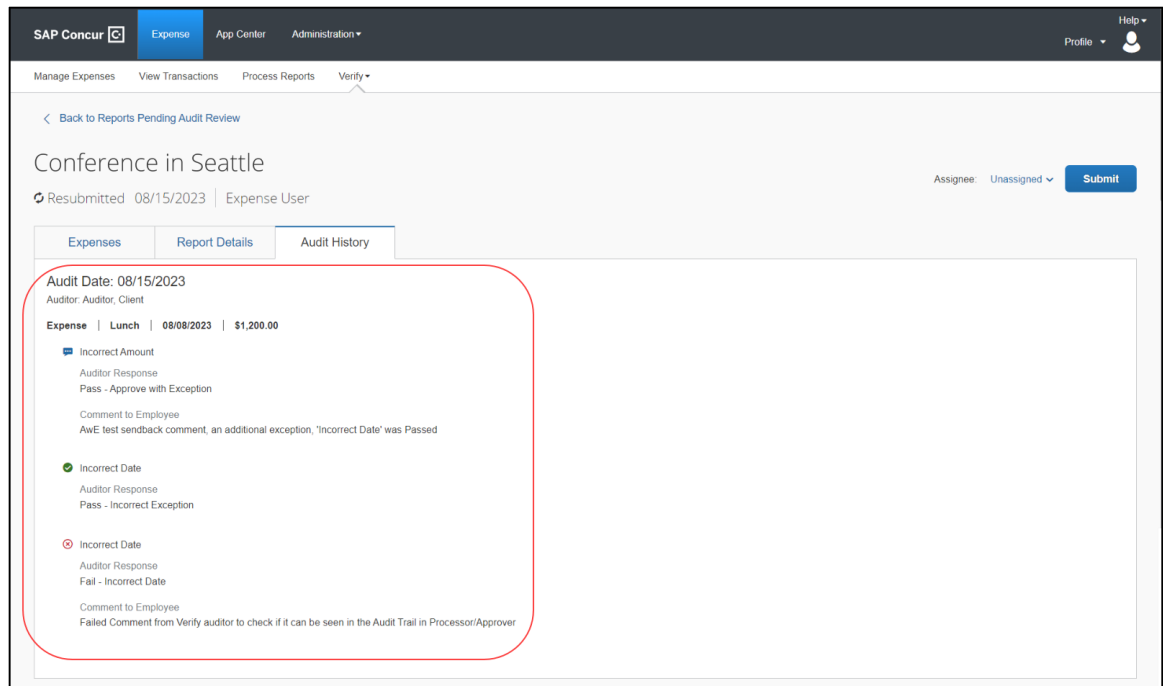 Help
SAP Concur C
Expense
App Center
Administration
Profile
Manage Expenses
View Transactions
Process Reports
Verify
Back to Reports Pending Audit Review
Conference in Seattle
Assignee: Unassigned
Submit
Resubmitted 08/15/2023 | Expense User
Expenses
Report Details
Audit History
Audit Date: 08/15/2023
Auditor: Auditor, Client
Expense | Lunch | 08/08/2023 | $1,200.00
Incorrect Amount
Auditor Response
Pass - Approve with Exception
Comment to Employee
AwE test sendback comment, an additional exception, 'Incorrect Date' was Passed
Incorrect Date
Auditor Response
Pass - Incorrect Exception
Incorrect Date
Auditor Response
Fail - Incorrect Date
Comment to Employee
Failed Comment from Verify auditor to check if it can be seen in the Audit Trail in Processor/Approver